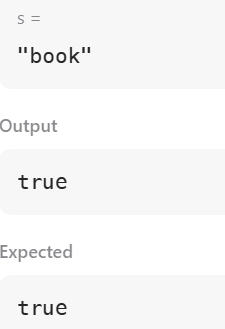 s =
"book"
Output
true
Expected
true